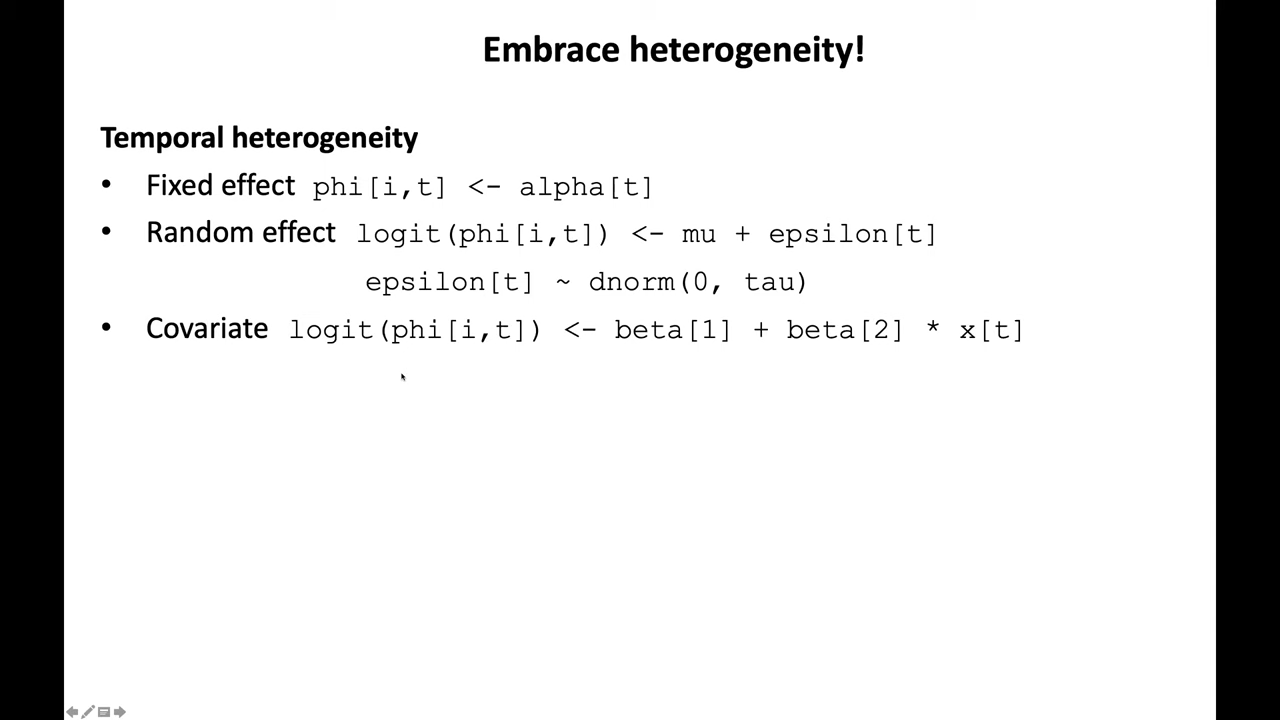 Embrace heterogeneity!
Temporal heterogeneity
• Fixed effect phi[i,t] <- alpha[t]
• Random effect logit(phi[i,t]) <- mu + epsilon[t]
epsilon[t] ~ dnorm(0, tau)
• Covariate logit(phi[i,t]) <- beta[1] + beta[2] * x[t]